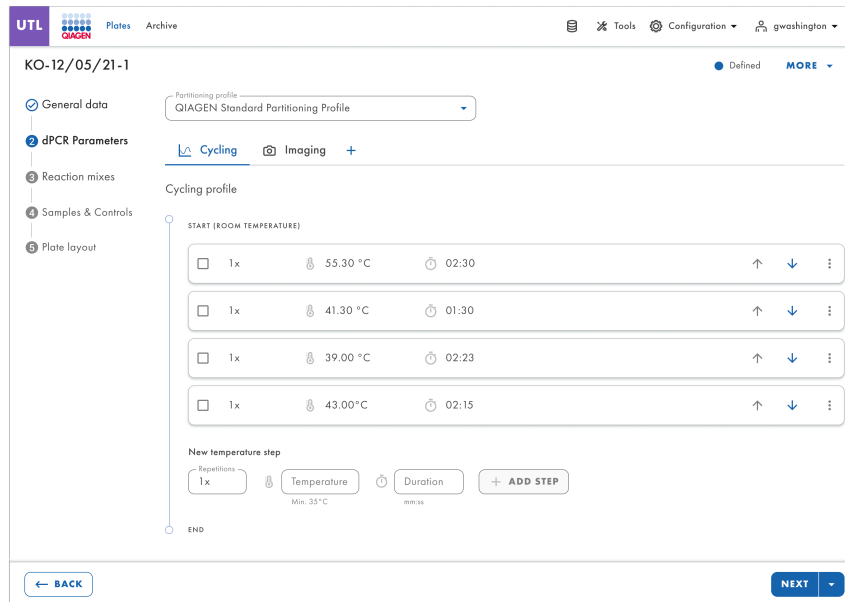 UTL
QIAGEN
Plates Archive
Tools Configuration gwashington
KO-12/05/21-1
Defined MORE
General data
2 dPCR Parameters
3 Reaction mixes
4 Samples & Controls
5 Plate layout
Partitioning profile
QIAGEN Standard Partitioning Profile
Cycling Imaging +
Cycling profile
START (ROOM TEMPERATURE)
1x 55.30 °C 02:30
1x 41.30 °C 01:30
1x 39.00 °C 02:23
1x 43.00°C 02:15
New temperature step
Repetitions
1x Temperature Duration + ADD STEP
Min. 35°C mm:ss
END
← BACK NEXT